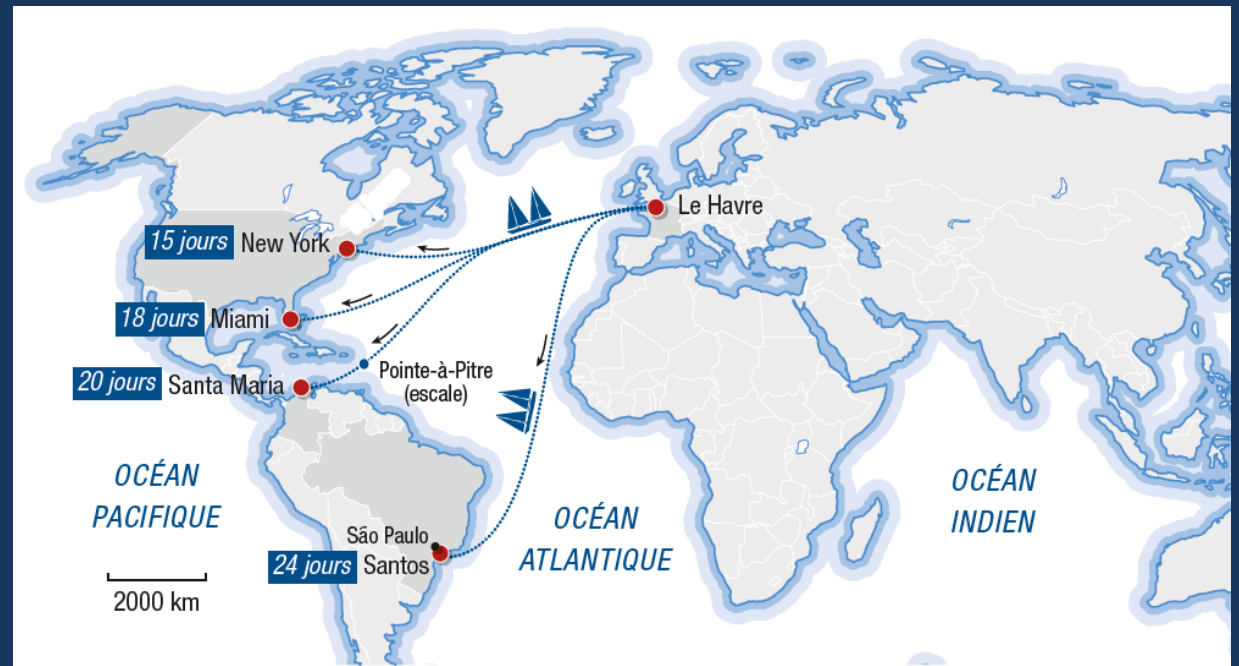 Le Havre
15 jours New York
18 jours Miami
20 jours Santa Maria
Pointe-à-Pitre
(escale)
OCÉAN
PACIFIQUE
OCÉAN
ATLANTIQUE
OCÉAN
INDIEN
São Paulo
24 jours Santos
2000 km